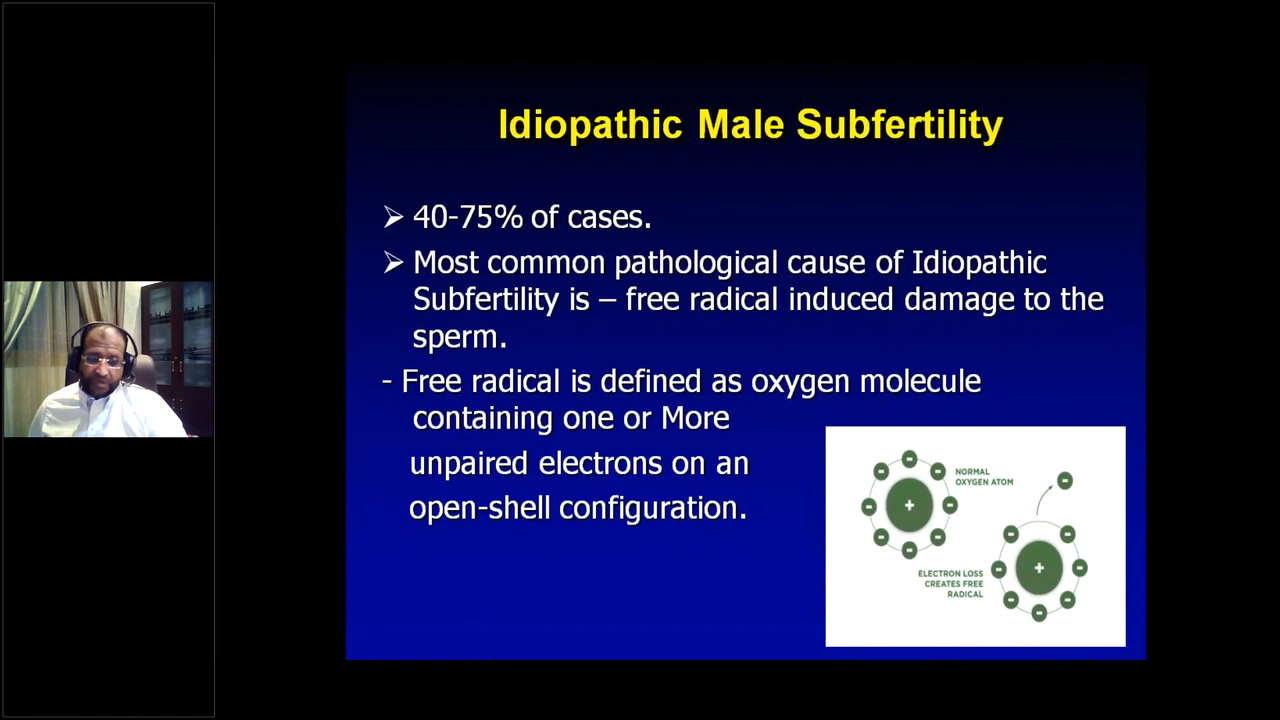 Idiopathic Male Subfertility
➢ 40-75% of cases.
➢ Most common pathological cause of Idiopathic
Subfertility is – free radical induced damage to the
sperm.
- Free radical is defined as oxygen molecule
containing one or More
unpaired electrons on an
open-shell configuration.
NORMAL
OXYGEN ATOM
ELECTRON LOSS
CREATES FREE
RADICAL